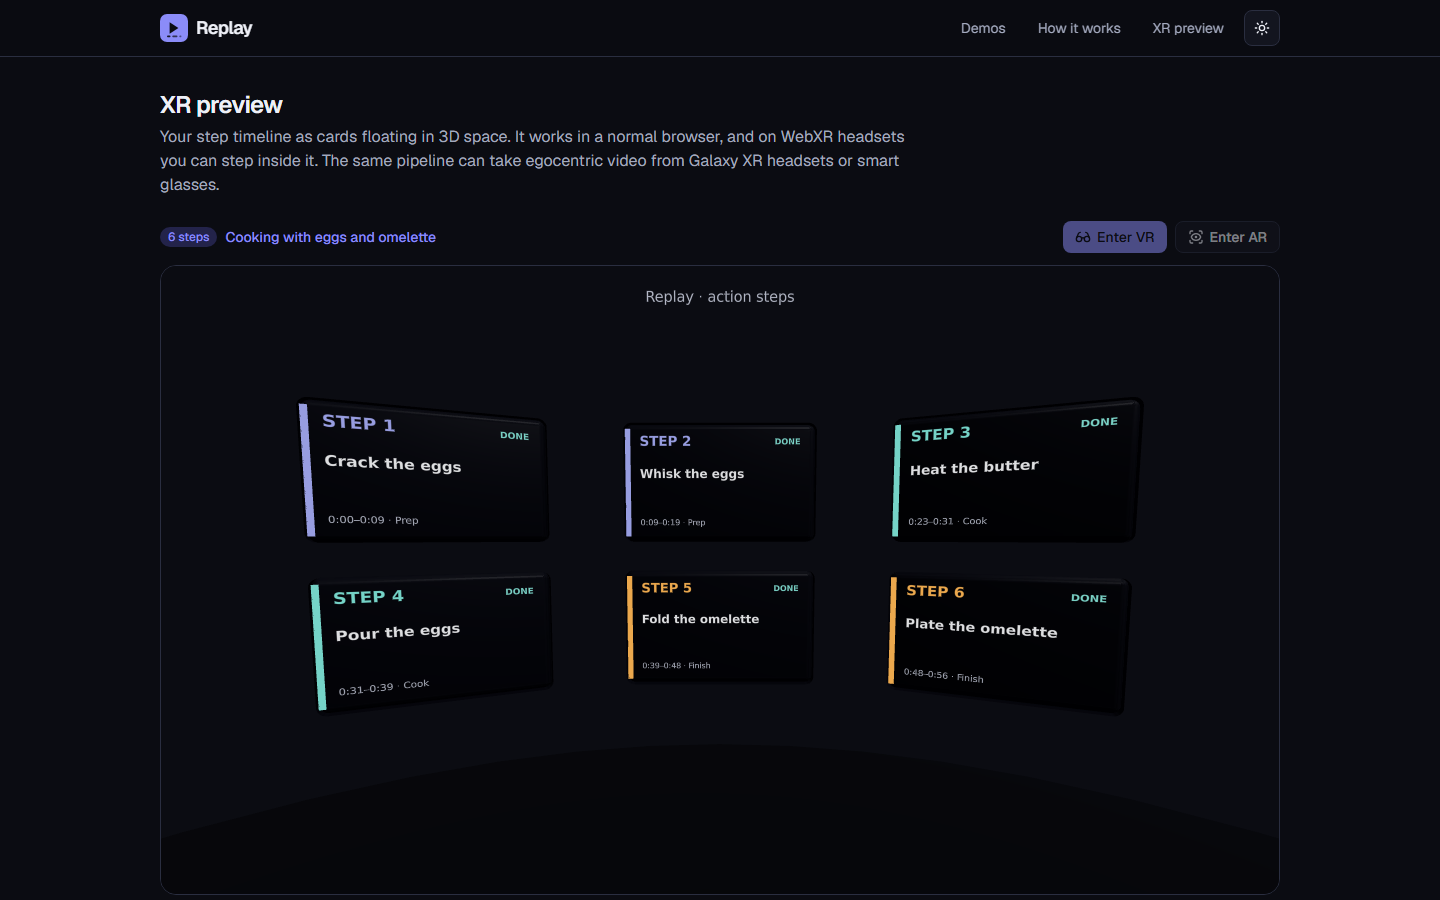 Replay
Demos
How it works
XR preview
XR preview
Your step timeline as cards floating in 3D space. It works in a normal browser, and on WebXR headsets
you can step inside it. The same pipeline can take egocentric video from Galaxy XR headsets or smart
glasses.
6 steps
Cooking with eggs and omelette
Enter VR
Enter AR
Replay · action steps
STEP 1
DONE
Crack the eggs
0:00–0:09 · Prep
STEP 2
DONE
Whisk the eggs
0:09–0:19 · Prep
STEP 3
DONE
Heat the butter
0:23–0:31 · Cook
STEP 4
DONE
Pour the eggs
0:31–0:39 · Cook
STEP 5
DONE
Fold the omelette
0:39–0:48 · Finish
STEP 6
DONE
Plate the omelette
0:48–0:56 · Finish